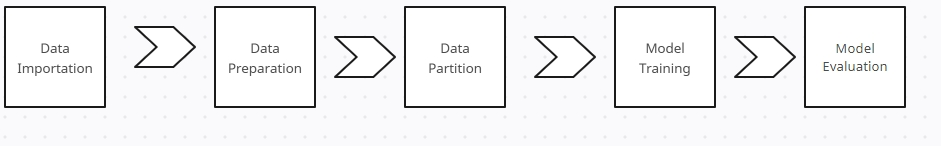 Data
Importation
Data
Preparation
Data
Partition
Model
Training
Model
Evaluation